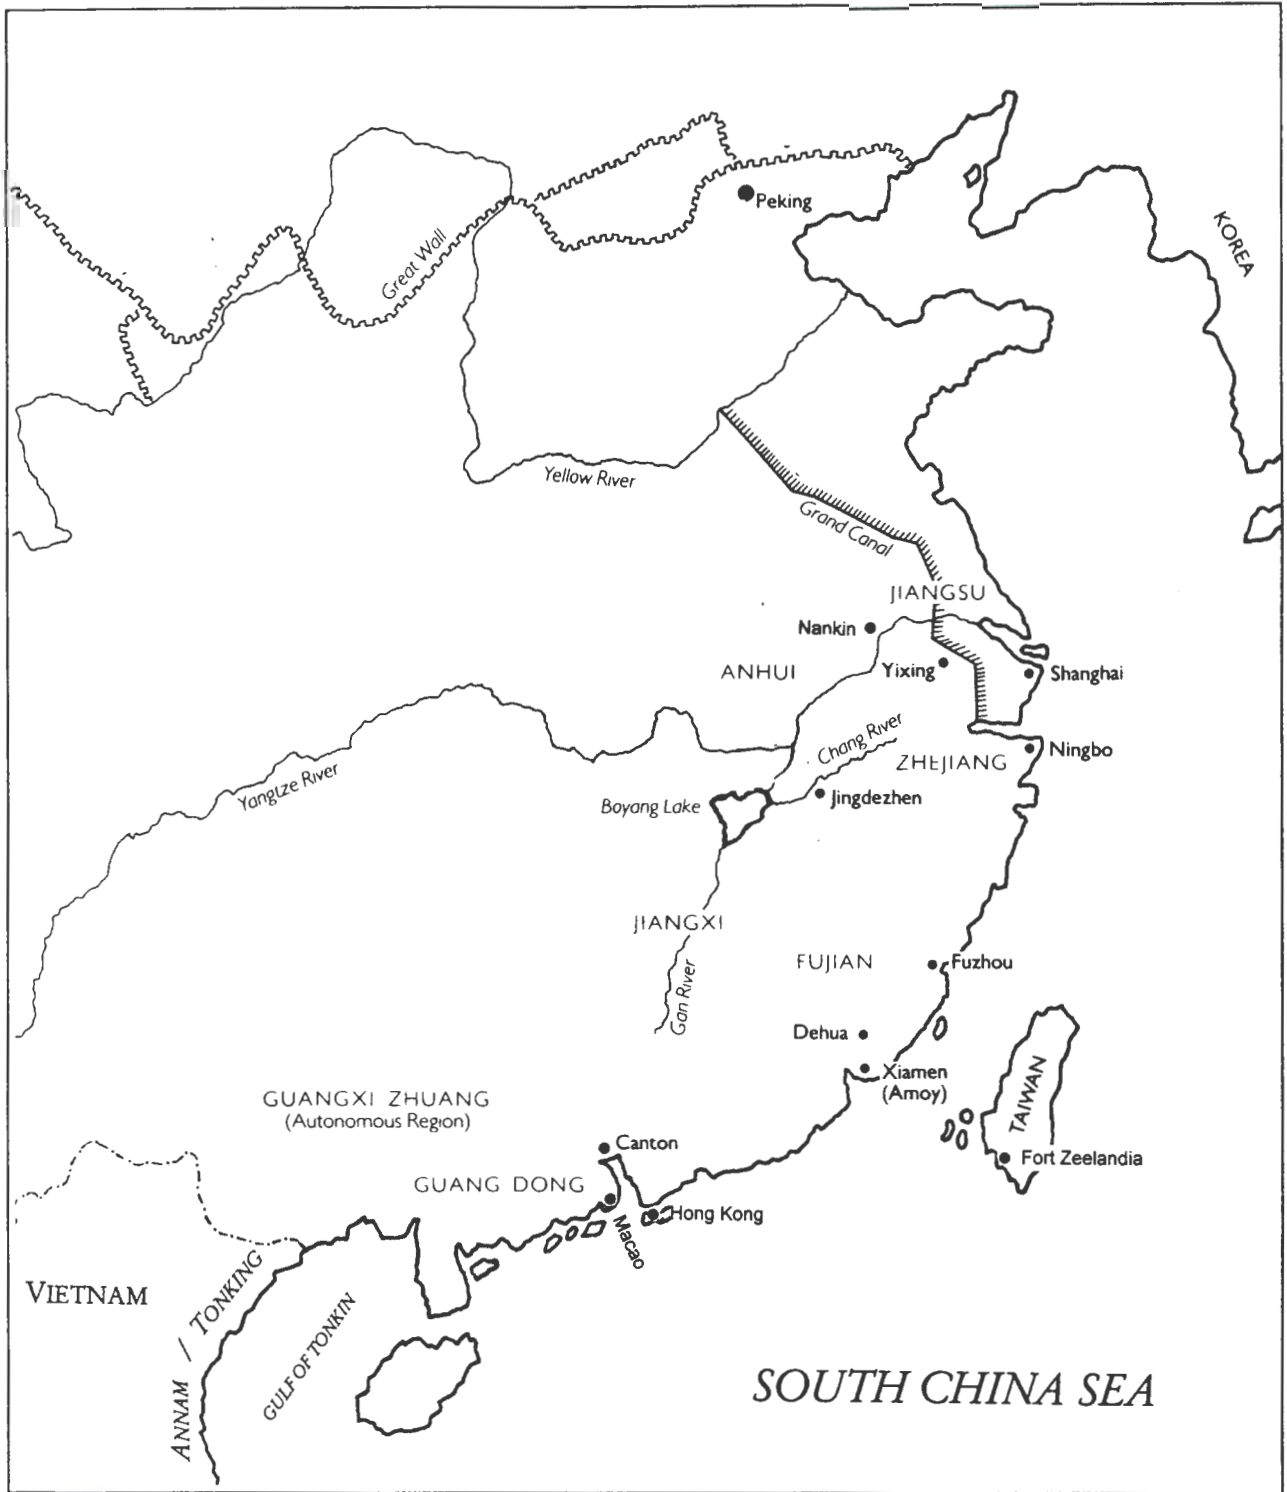 Peking
KOREA
Great Wall
Yellow River
Grand Canal
JIANGSU
Nankin
ANHUI
Yixing
Shanghai
Chang River
Ningbo
ZHEJIANG
Yangtze River
Boyang Lake
Jingdezhen
JIANGXI
FUJIAN
Fuzhou
Gan River
Dehua
Xiamen
(Amoy)
TAIWAN
GUANGXI ZHUANG
(Autonomous Region)
Canton
Fort Zeelandia
GUANG DONG
Hong Kong
Macao
VIETNAM
ANNAM / TONKING
GULF OF TONKIN
SOUTH CHINA SEA